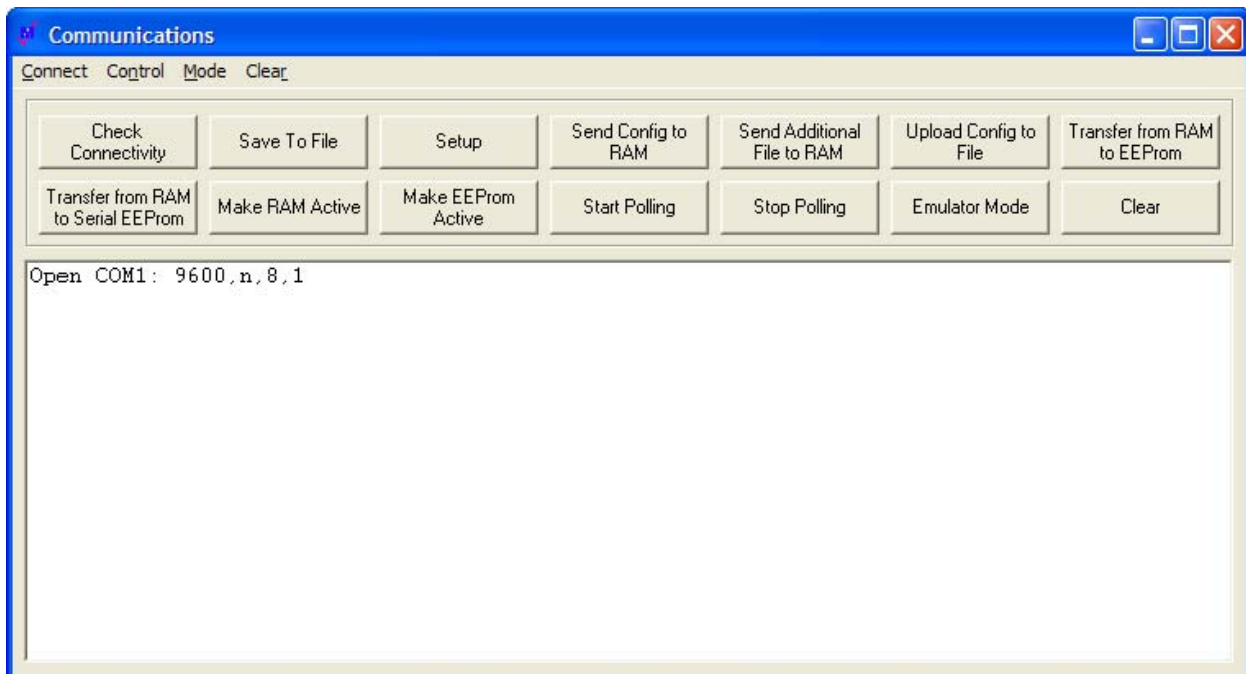 Communications
Connect Control Mode Clear
Check
Connectivity
Save To File
Setup
Send Config to
RAM
Send Additional
File to RAM
Upload Config to
File
Transfer from RAM
to EEProm
Transfer from RAM
to Serial EEProm
Make RAM Active
Make EEProm
Active
Start Polling
Stop Polling
Emulator Mode
Clear
Open COM1: 9600,n,8,1